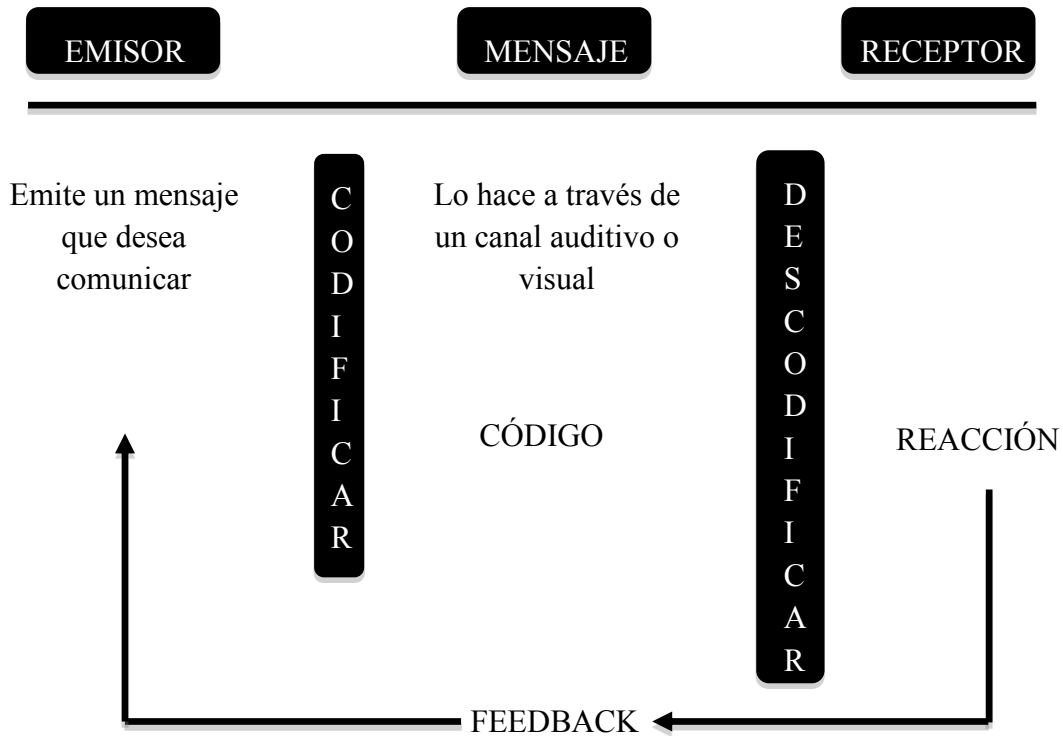 EMISOR
MENSAJE
RECEPTOR
Emite un mensaje
que desea
comunicar
C
O
D
I
F
I
C
A
R
Lo hace a través de
un canal auditivo o
visual
CÓDIGO
D
E
S
C
O
D
I
F
I
C
A
R
REACCIÓN
FEEDBACK